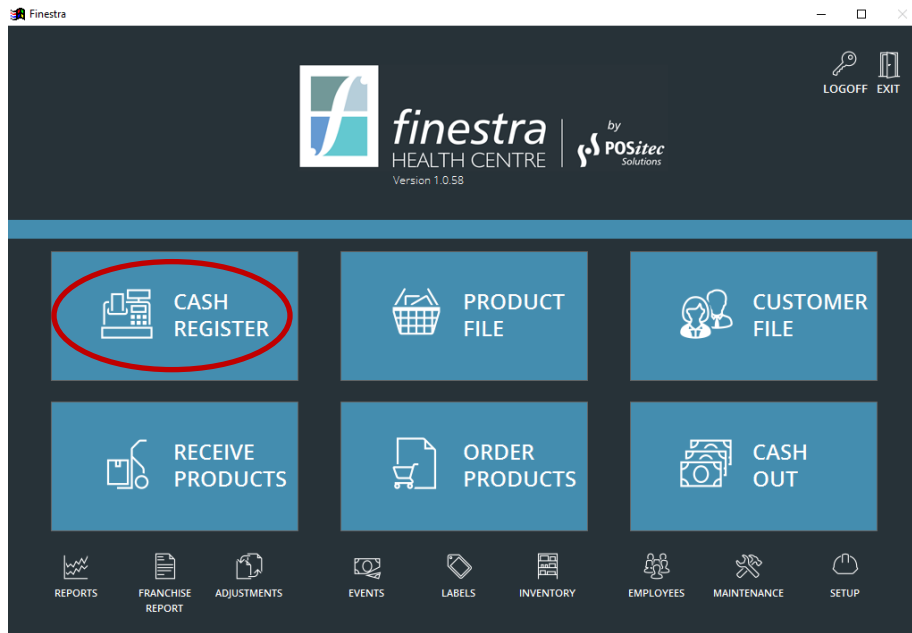 Finestra
LOGOFF EXIT
f
finestra
HEALTH CENTRE
by
POSitec
Solutions
Version 1.0.58
CASH
REGISTER
PRODUCT
FILE
CUSTOMER
FILE
RECEIVE
PRODUCTS
ORDER
PRODUCTS
CASH
OUT
REPORTS
FRANCHISE
REPORT
ADJUSTMENTS
EVENTS
LABELS
INVENTORY
EMPLOYEES
MAINTENANCE
SETUP